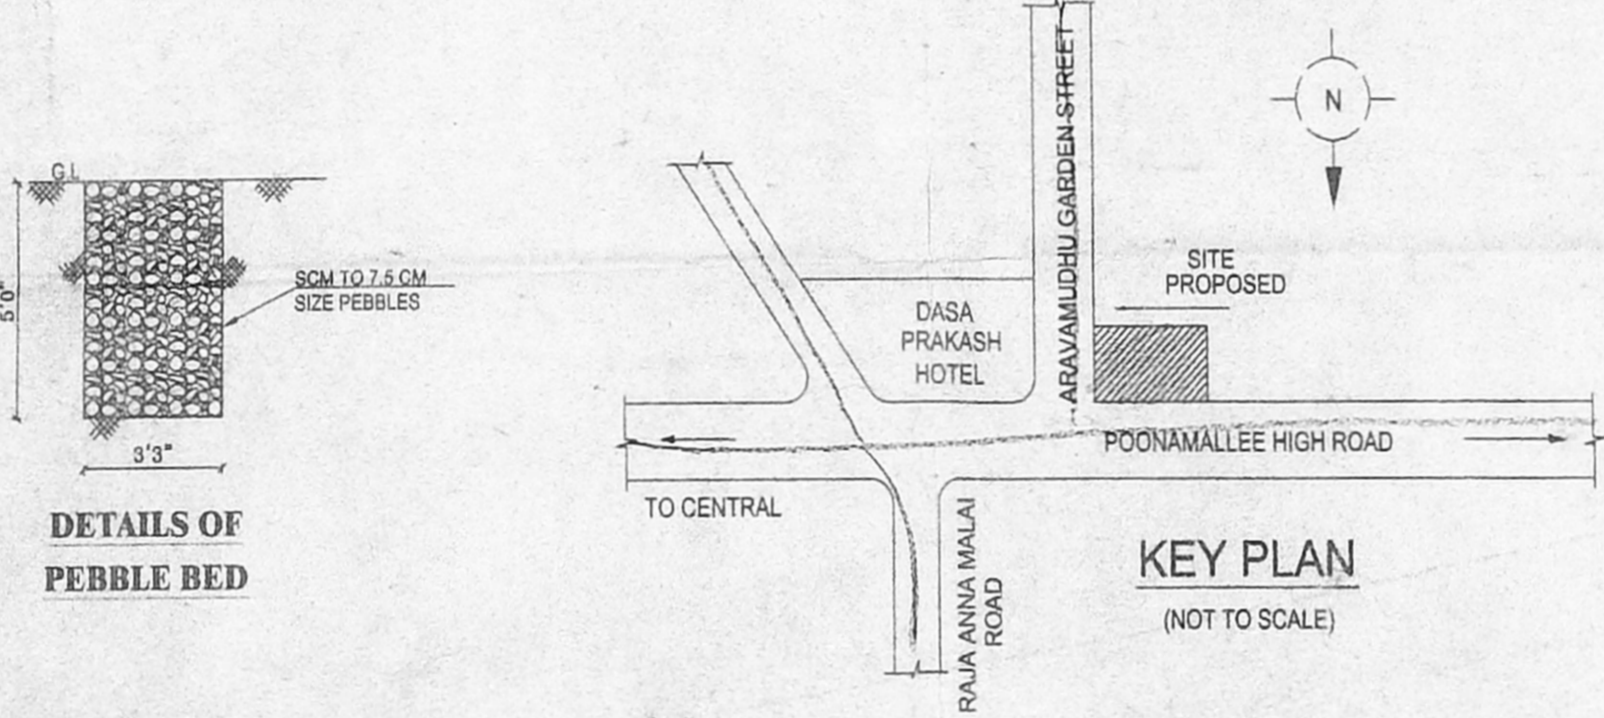 G.L
5'0"
SCM TO 7.5 CM
SIZE PEBBLES
3'3"
DETAILS OF
PEBBLE BED
DASA
PRAKASH
HOTEL
ARAVAMUDHU GARDEN STREET
N
SITE
PROPOSED
POONAMALLEE HIGH ROAD
TO CENTRAL
RAJA ANNA MALAI
ROAD
KEY PLAN
(NOT TO SCALE)